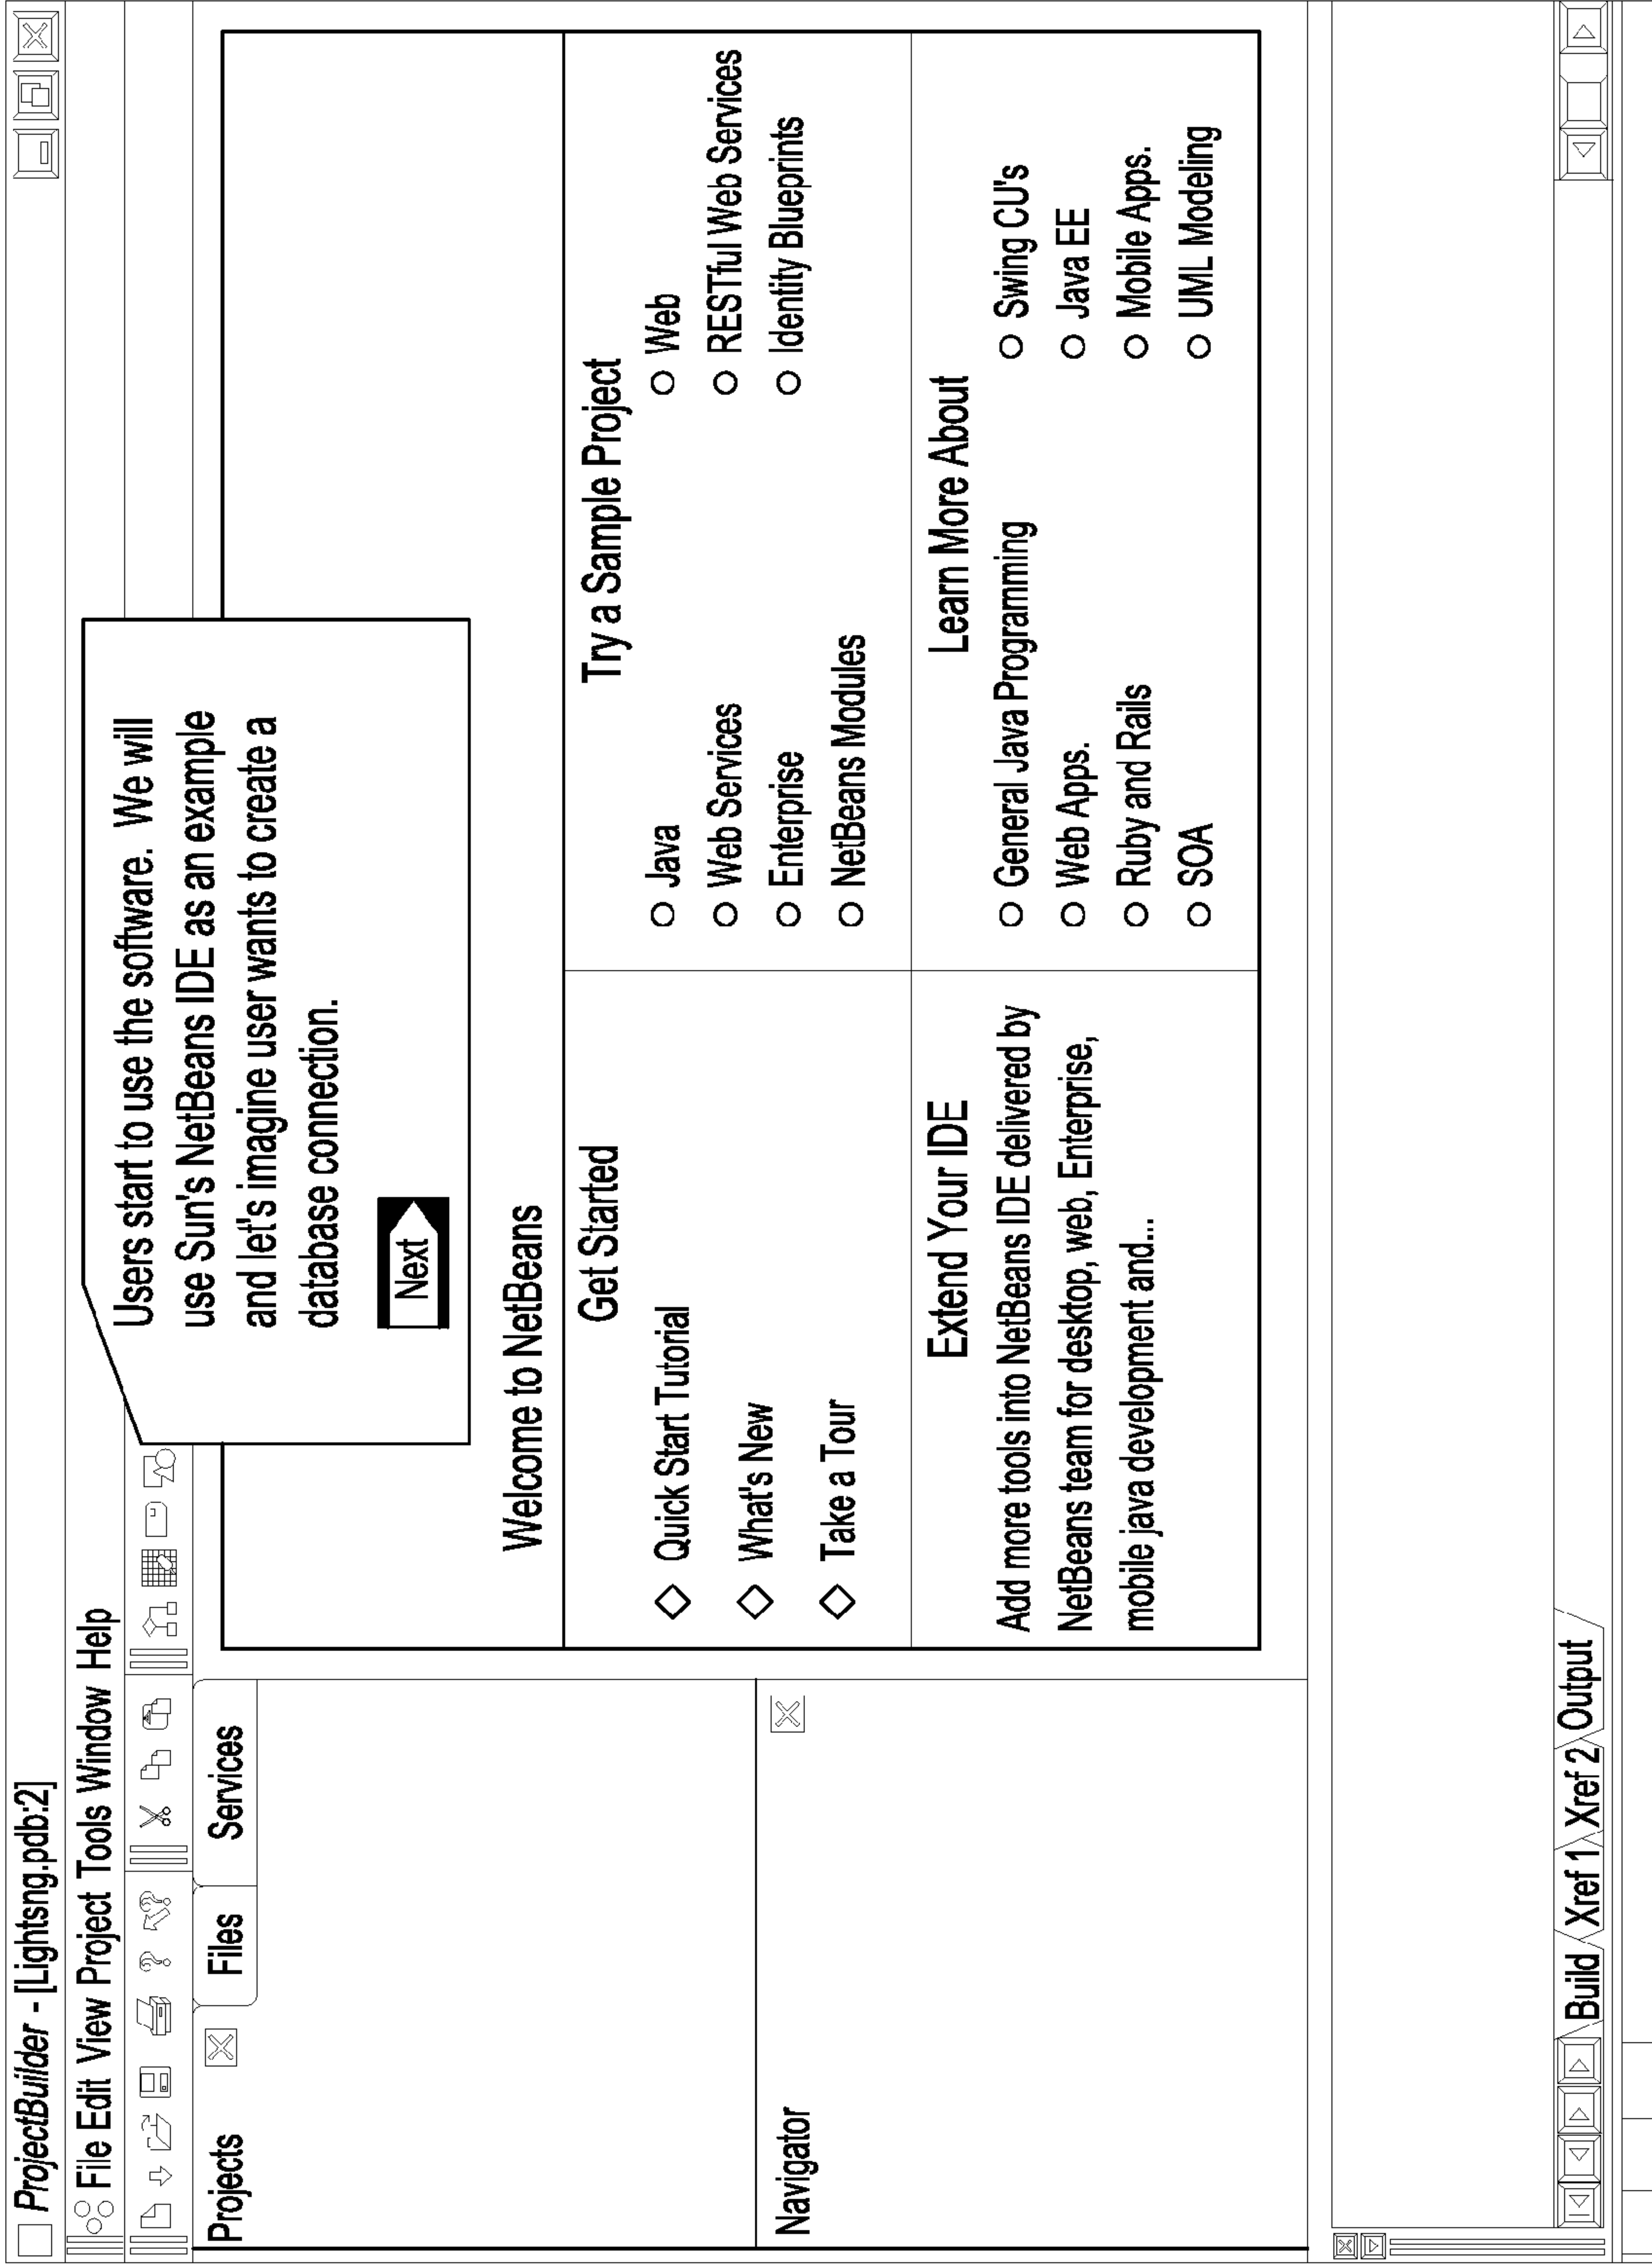 ProjectBuilder - [Lightsng.pdb:2]
File Edit View Project Tools Window Help
Users start to use the software. We will
use Sun's NetBeans IDE as an example
and let's imagine user wants to create a
database connection.
Next
Projects
Files
Services
Navigator
Welcome to NetBeans
Get Started
Quick Start Tutorial
What's New
Take a Tour
Try a Sample Project
Java
Web Services
Enterprise
NetBeans Modules
Web
RESTful Web Services
Identity Blueprints
Extend Your IDE
Add more tools into NetBeans IDE delivered by
NetBeans team for desktop, web, Enterprise,
mobile java development and...
Learn More About
General Java Programming
Web Apps.
Ruby and Rails
SOA
Swing CU's
Java EE
Mobile Apps.
UML Modeling
Build Xref 1 Xref 2 Output